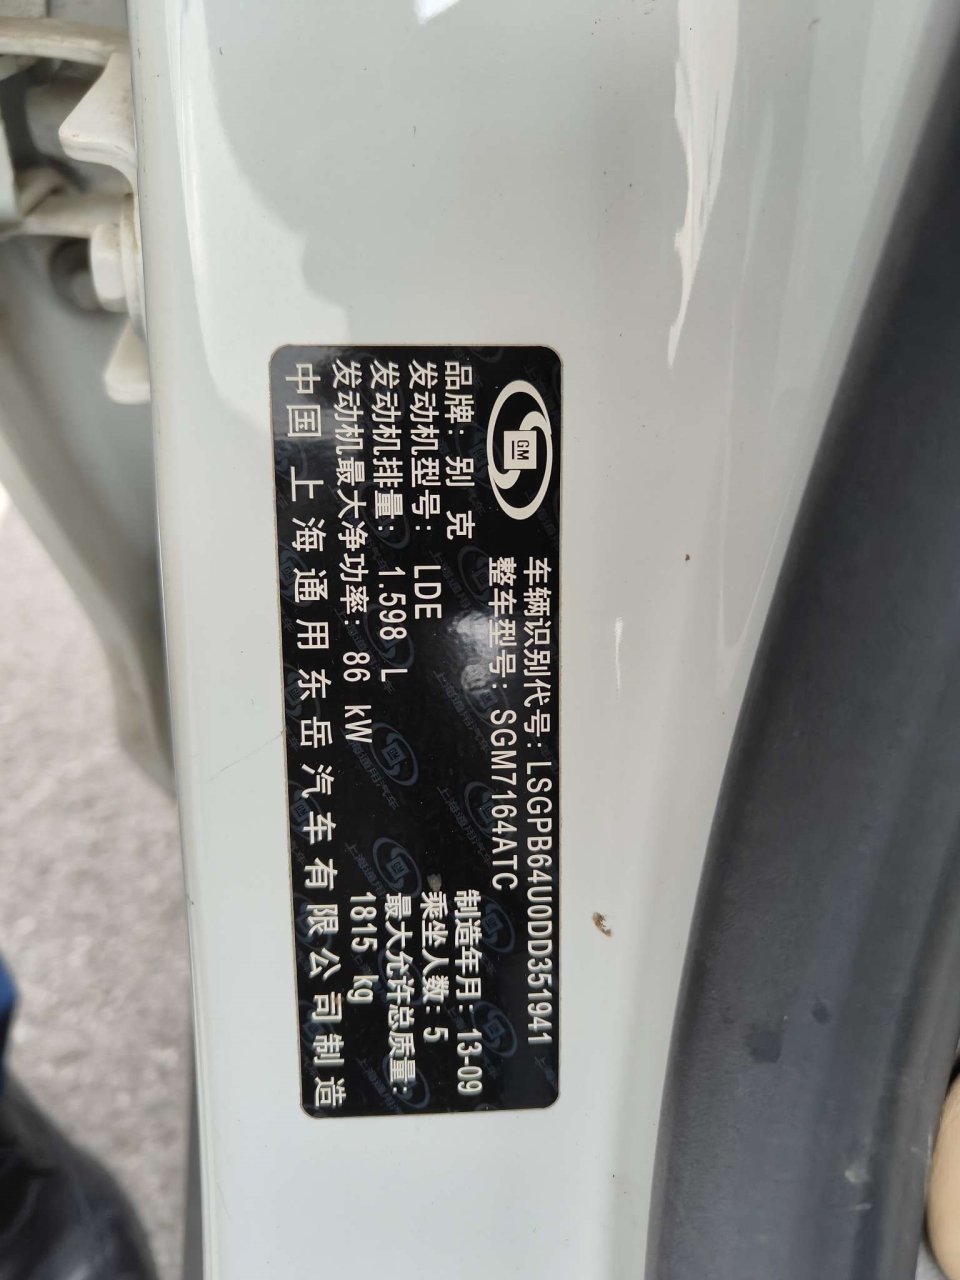 GM
车辆识别代号: LSGPB64U0DD351941
整车型号: SGM7164ATC
品牌: 别 克
制造年月: 13-09
发动机型号: LDE
乘坐人数: 5
发动机排量: 1.598 L
最大允许总质量:
发动机最大净功率: 86 kW
1815 kg
中国 上海通用东岳汽车有限公司制造